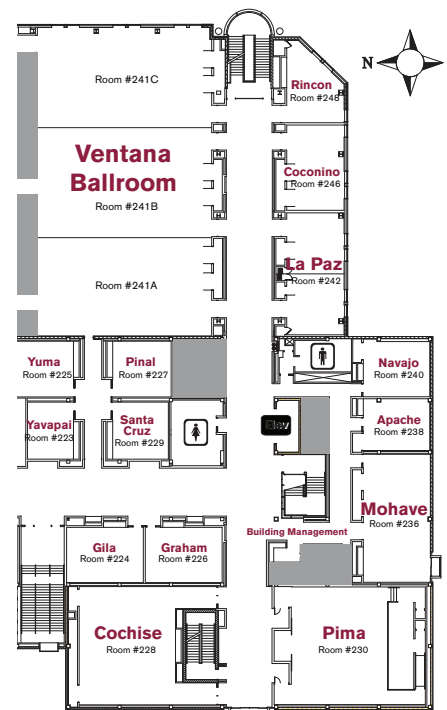 Room #241C
Rincon
Room #248
N
Ventana
Ballroom
Coconino
Room #246
Room #241B
La Paz
Room #242
Room #241A
Yuma
Room #225
Pinal
Room #227
Navajo
Room #240
Yavapai
Room #223
Santa
Cruz
Room #229
Elev
Apache
Room #238
Mohave
Room #236
Building Management
Gila
Room #224
Graham
Room #226
Cochise
Room #228
Pima
Room #230